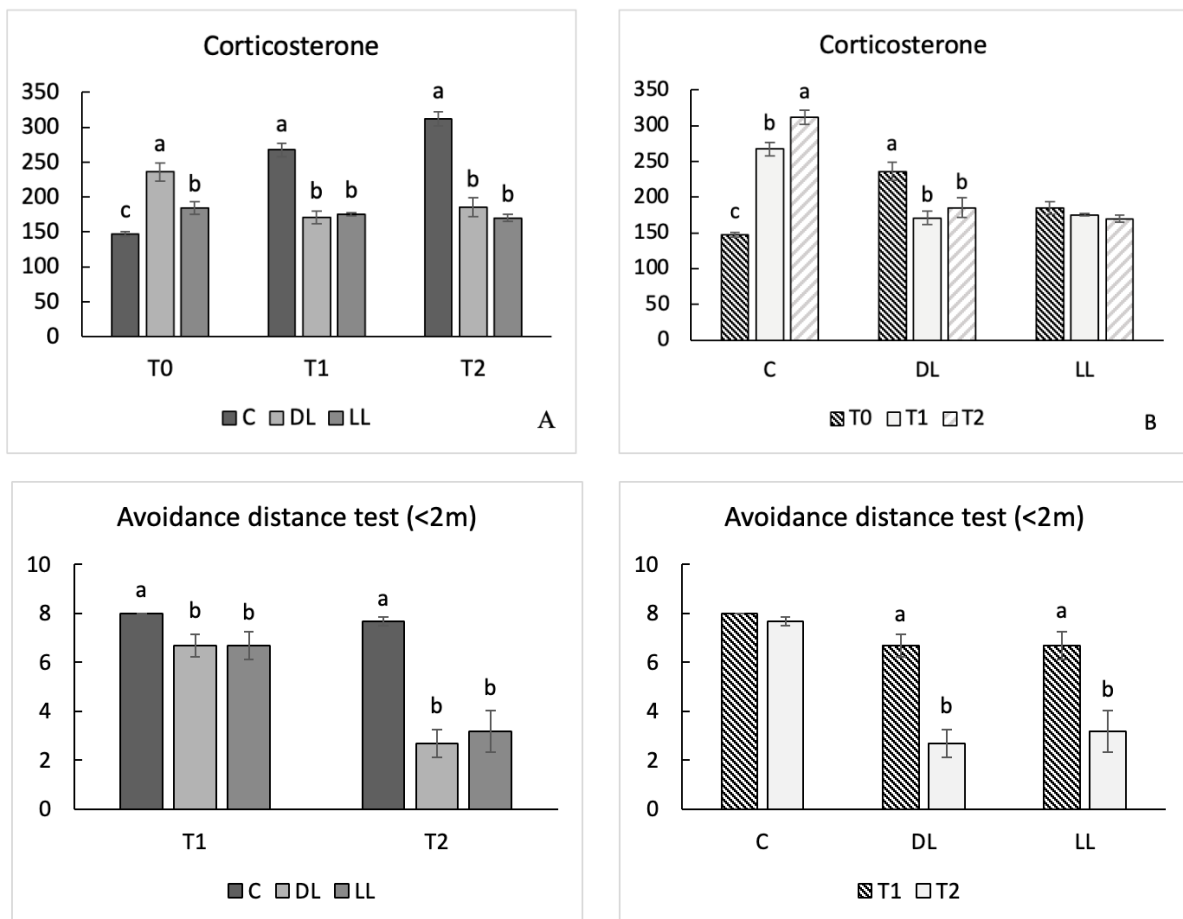 Corticosterone
350
300
250
200
150
100
50
0
c a b
a b b
a b b
T0 T1 T2
C DL LL
A
Corticosterone
350
300
250
200
150
100
50
0
c b a
a b b
C DL LL
T0 T1 T2
B
Avoidance distance test (<2m)
10
8
6
4
2
0
a b b
a b b
T1 T2
C DL LL
Avoidance distance test (<2m)
10
8
6
4
2
0
a b
a b
C DL LL
T1 T2